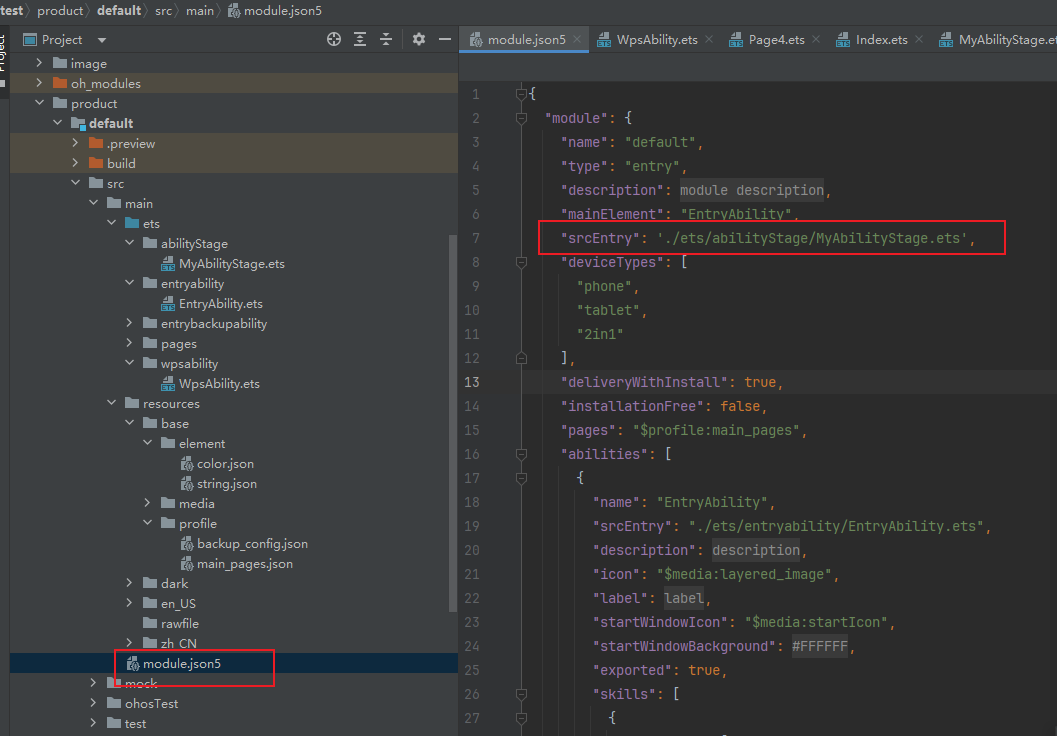 test product default src main module.json5
Project
Project
image
oh_modules
product
default
.preview
build
src
main
ets
abilityStage
MyAbilityStage.ets
entryability
EntryAbility.ets
entrybackupability
pages
wpsability
WpsAbility.ets
resources
base
element
color.json
string.json
media
profile
backup_config.json
main_pages.json
dark
en_US
rawfile
zh_CN
module.json5
mock
ohosTest
test
module.json5 WpsAbility.ets Page4.ets Index.ets MyAbilityStage.et
1 {
2 "module": {
3 "name": "default",
4 "type": "entry",
5 "description": module description,
6 "mainElement": "EntryAbility",
7 "srcEntry": './ets/abilityStage/MyAbilityStage.ets',
8 "deviceTypes": [
9 "phone",
10 "tablet",
11 "2in1"
12 ],
13 "deliveryWithInstall": true,
14 "installationFree": false,
15 "pages": "$profile:main_pages",
16 "abilities": [
17 {
18 "name": "EntryAbility",
19 "srcEntry": "./ets/entryability/EntryAbility.ets",
20 "description": description,
21 "icon": "$media:layered_image",
22 "label": label,
23 "startWindowIcon": "$media:startIcon",
24 "startWindowBackground": #FFFFFF,
25 "exported": true,
26 "skills": [
27 {